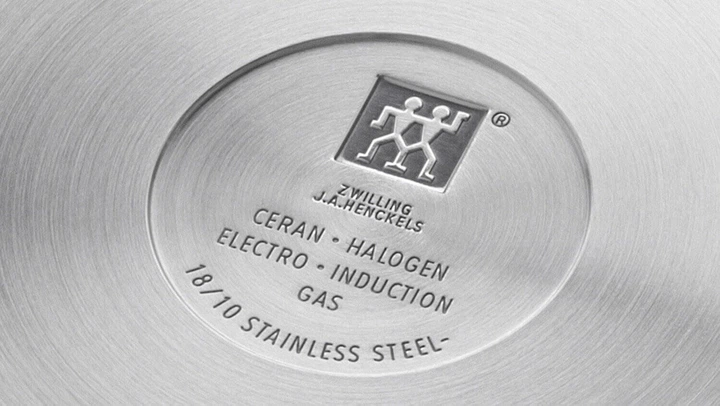 ®
ZWILLING
J.A.HENCKELS
CERAN • HALOGEN
ELECTRO • INDUCTION
GAS
18/10 STAINLESS STEEL-